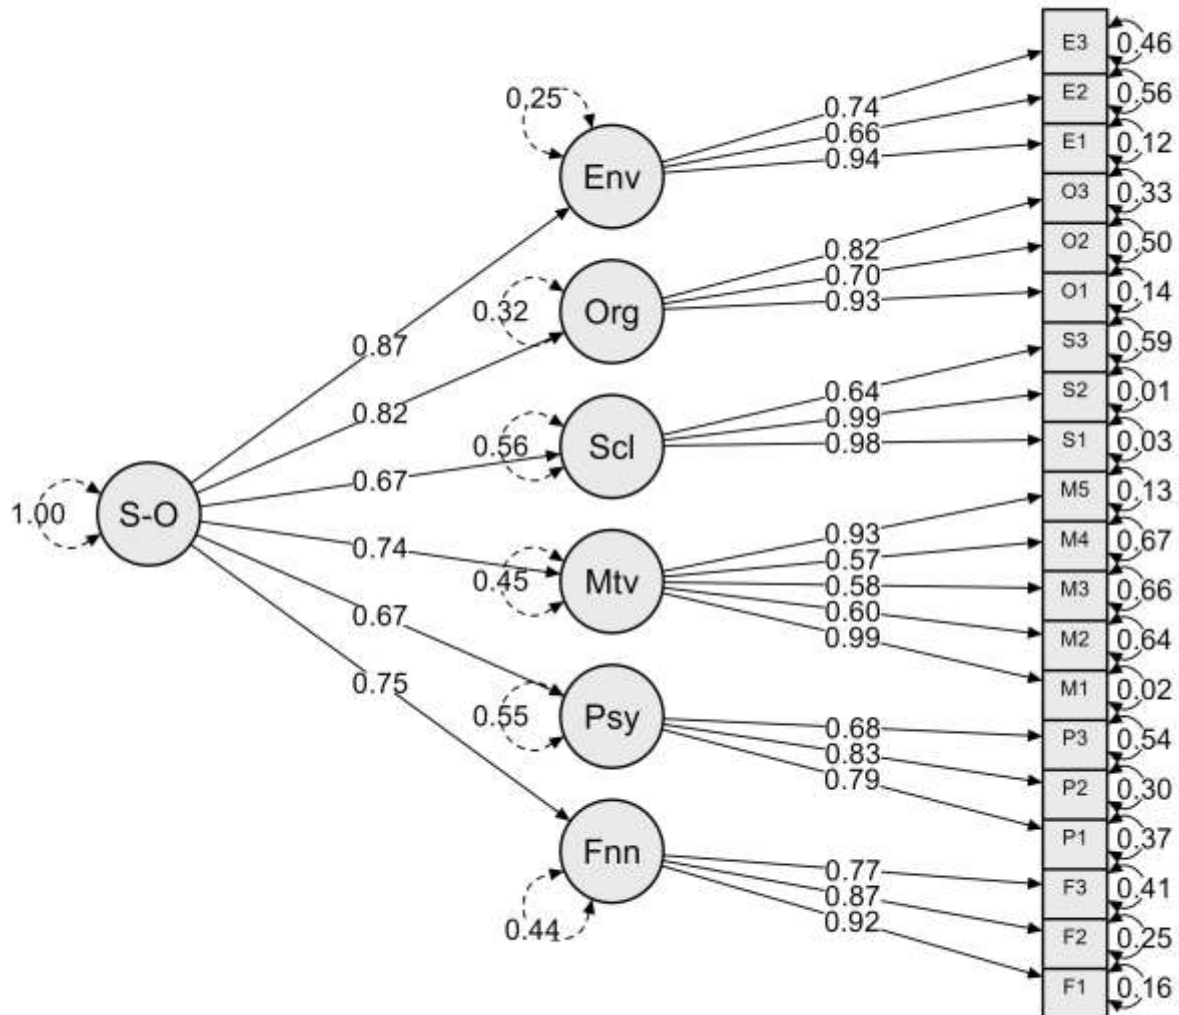 E3 0.46
0.25 0.74 E2 0.56
0.66
Env 0.94 E1 0.12
O3 0.33
0.82 O2 0.50
0.70
0.32 Org 0.93 O1 0.14
0.87 S3 0.59
0.82 0.64 S2 0.01
0.99
0.56 Scl 0.98 S1 0.03
0.67
M5 0.13
1.00 S-O 0.93 M4 0.67
0.74 0.57
0.45 Mtv 0.58 M3 0.66
0.67 0.60 M2 0.64
0.99
0.75 M1 0.02
0.55 Psy 0.68 P3 0.54
0.83
0.79 P2 0.30
P1 0.37
Fnn 0.77 F3 0.41
0.87
0.44 0.92 F2 0.25
F1 0.16